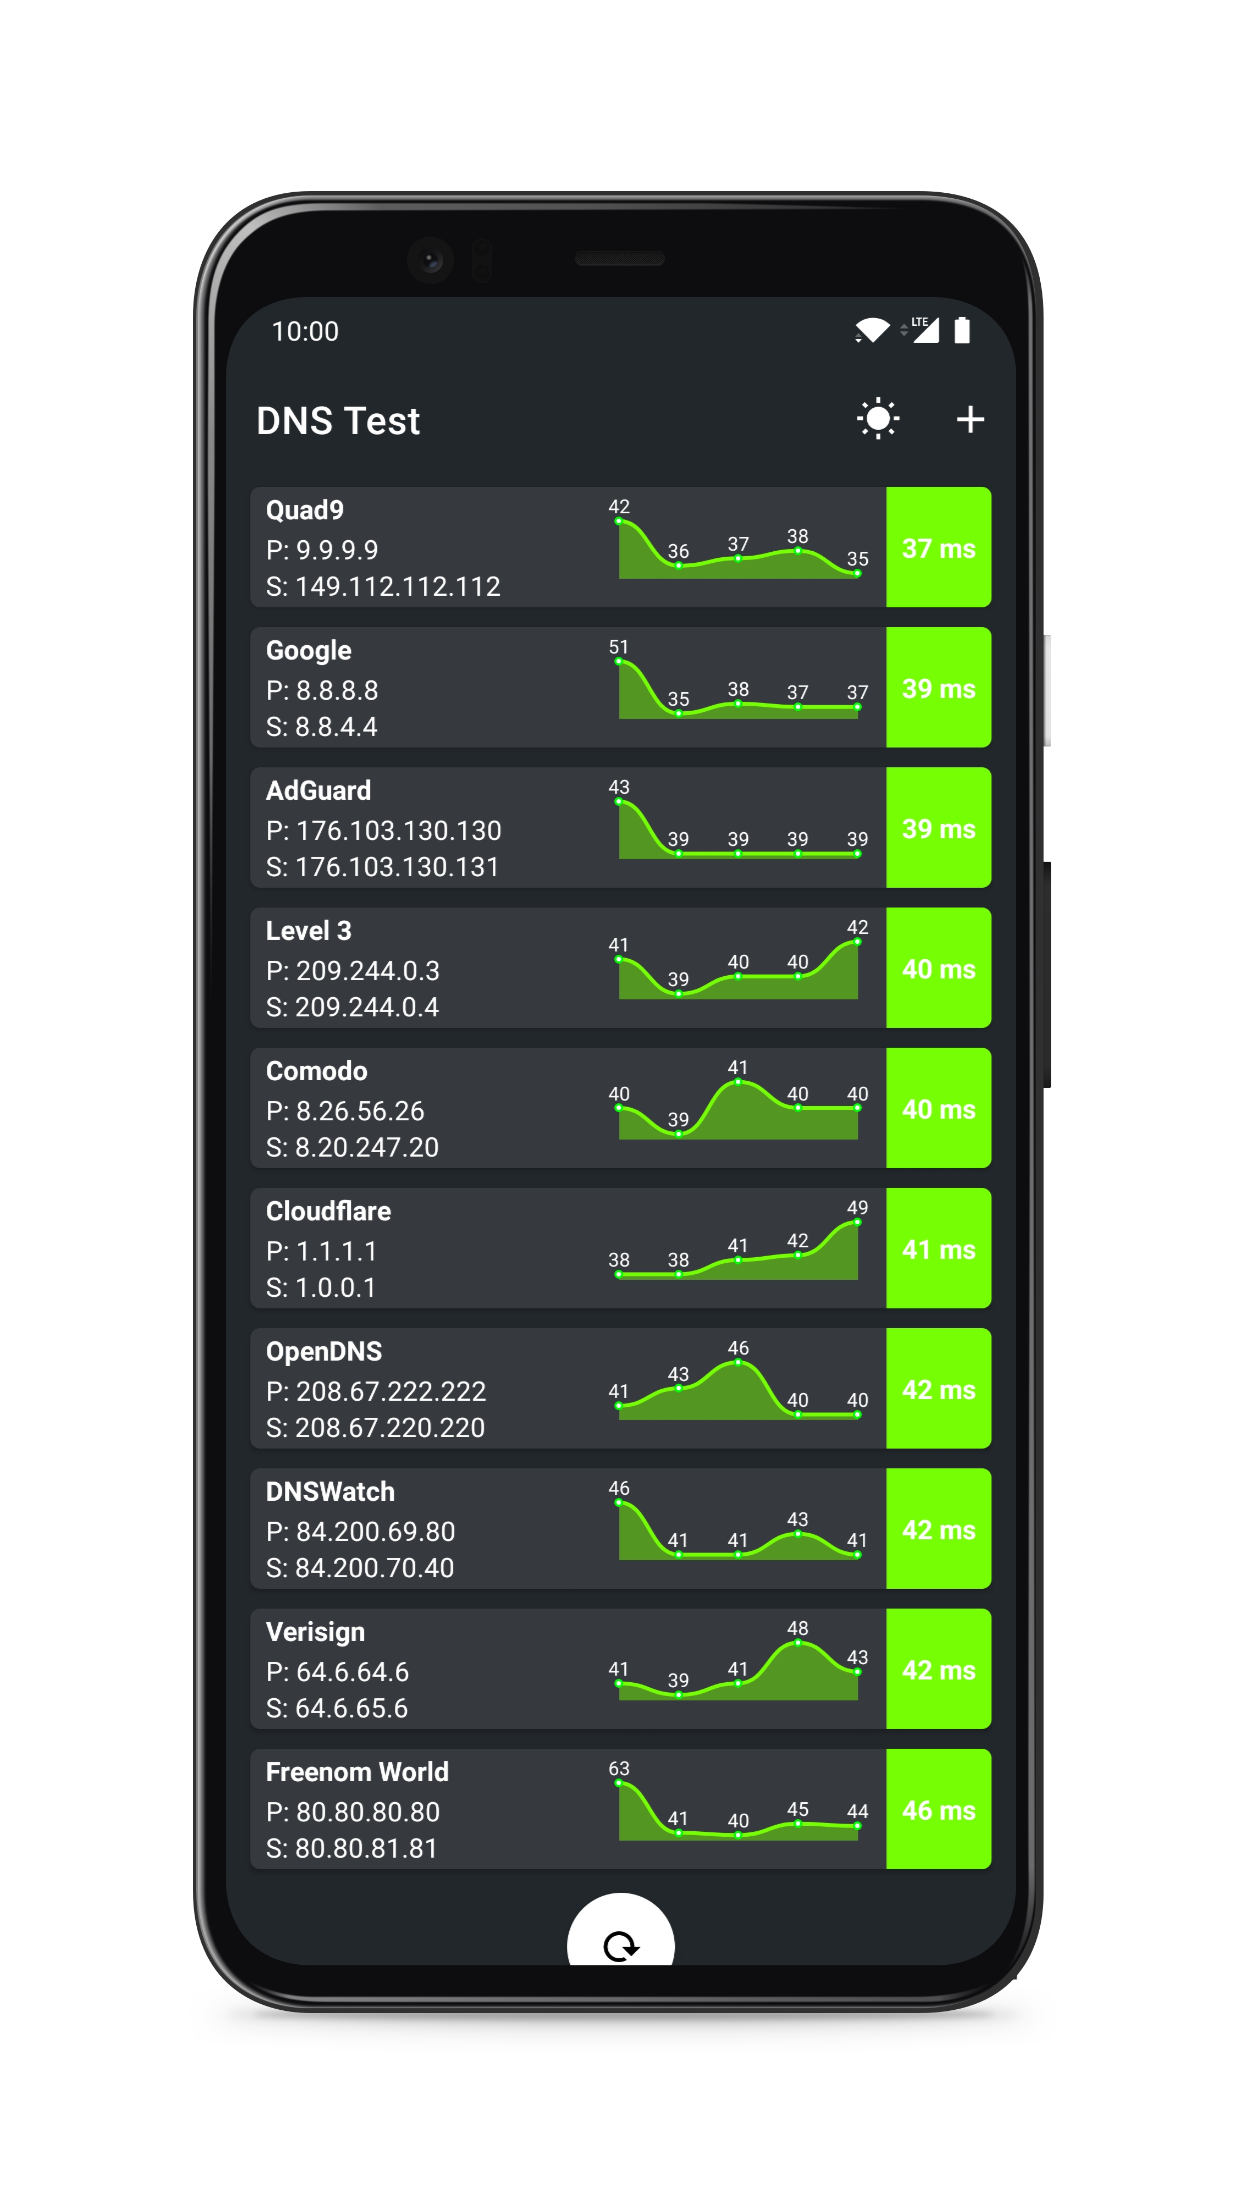 10:00
LTE
DNS Test
Quad9
P: 9.9.9.9
S: 149.112.112.112
42 36 37 38 35
37 ms
Google
P: 8.8.8.8
S: 8.8.4.4
51 35 38 37 37
39 ms
AdGuard
P: 176.103.130.130
S: 176.103.130.131
43 39 39 39 39
39 ms
Level 3
P: 209.244.0.3
S: 209.244.0.4
41 39 40 40 42
40 ms
Comodo
P: 8.26.56.26
S: 8.20.247.20
40 39 41 40 40
40 ms
Cloudflare
P: 1.1.1.1
S: 1.0.0.1
38 38 41 42 49
41 ms
OpenDNS
P: 208.67.222.222
S: 208.67.220.220
41 43 46 40 40
42 ms
DNSWatch
P: 84.200.69.80
S: 84.200.70.40
46 41 41 43 41
42 ms
Verisign
P: 64.6.64.6
S: 64.6.65.6
41 39 41 48 43
42 ms
Freenom World
P: 80.80.80.80
S: 80.80.81.81
63 41 40 45 44
46 ms